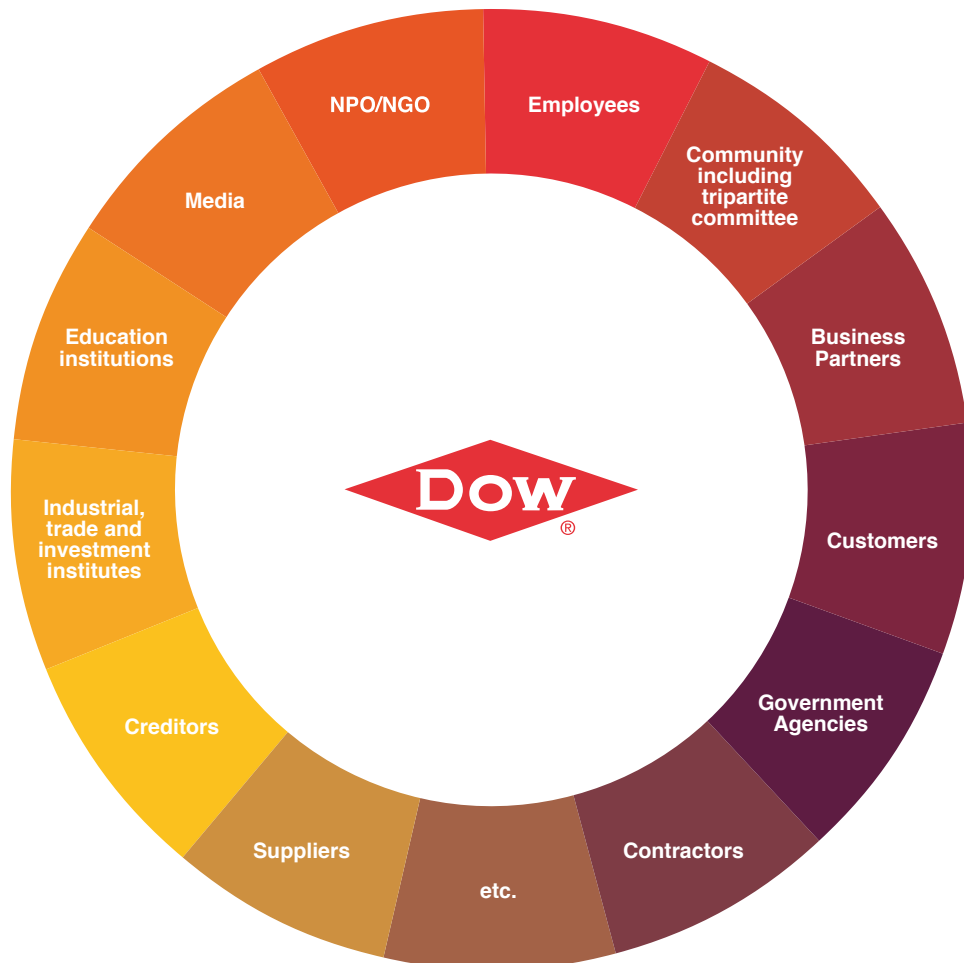 NPO/NGO
Employees
Community
including
tripartite
committee
Media
Business
Partners
Education
institutions
Customers
Industrial,
trade and
investment
institutes
Dow
®
Government
Agencies
Creditors
Contractors
Suppliers
etc.